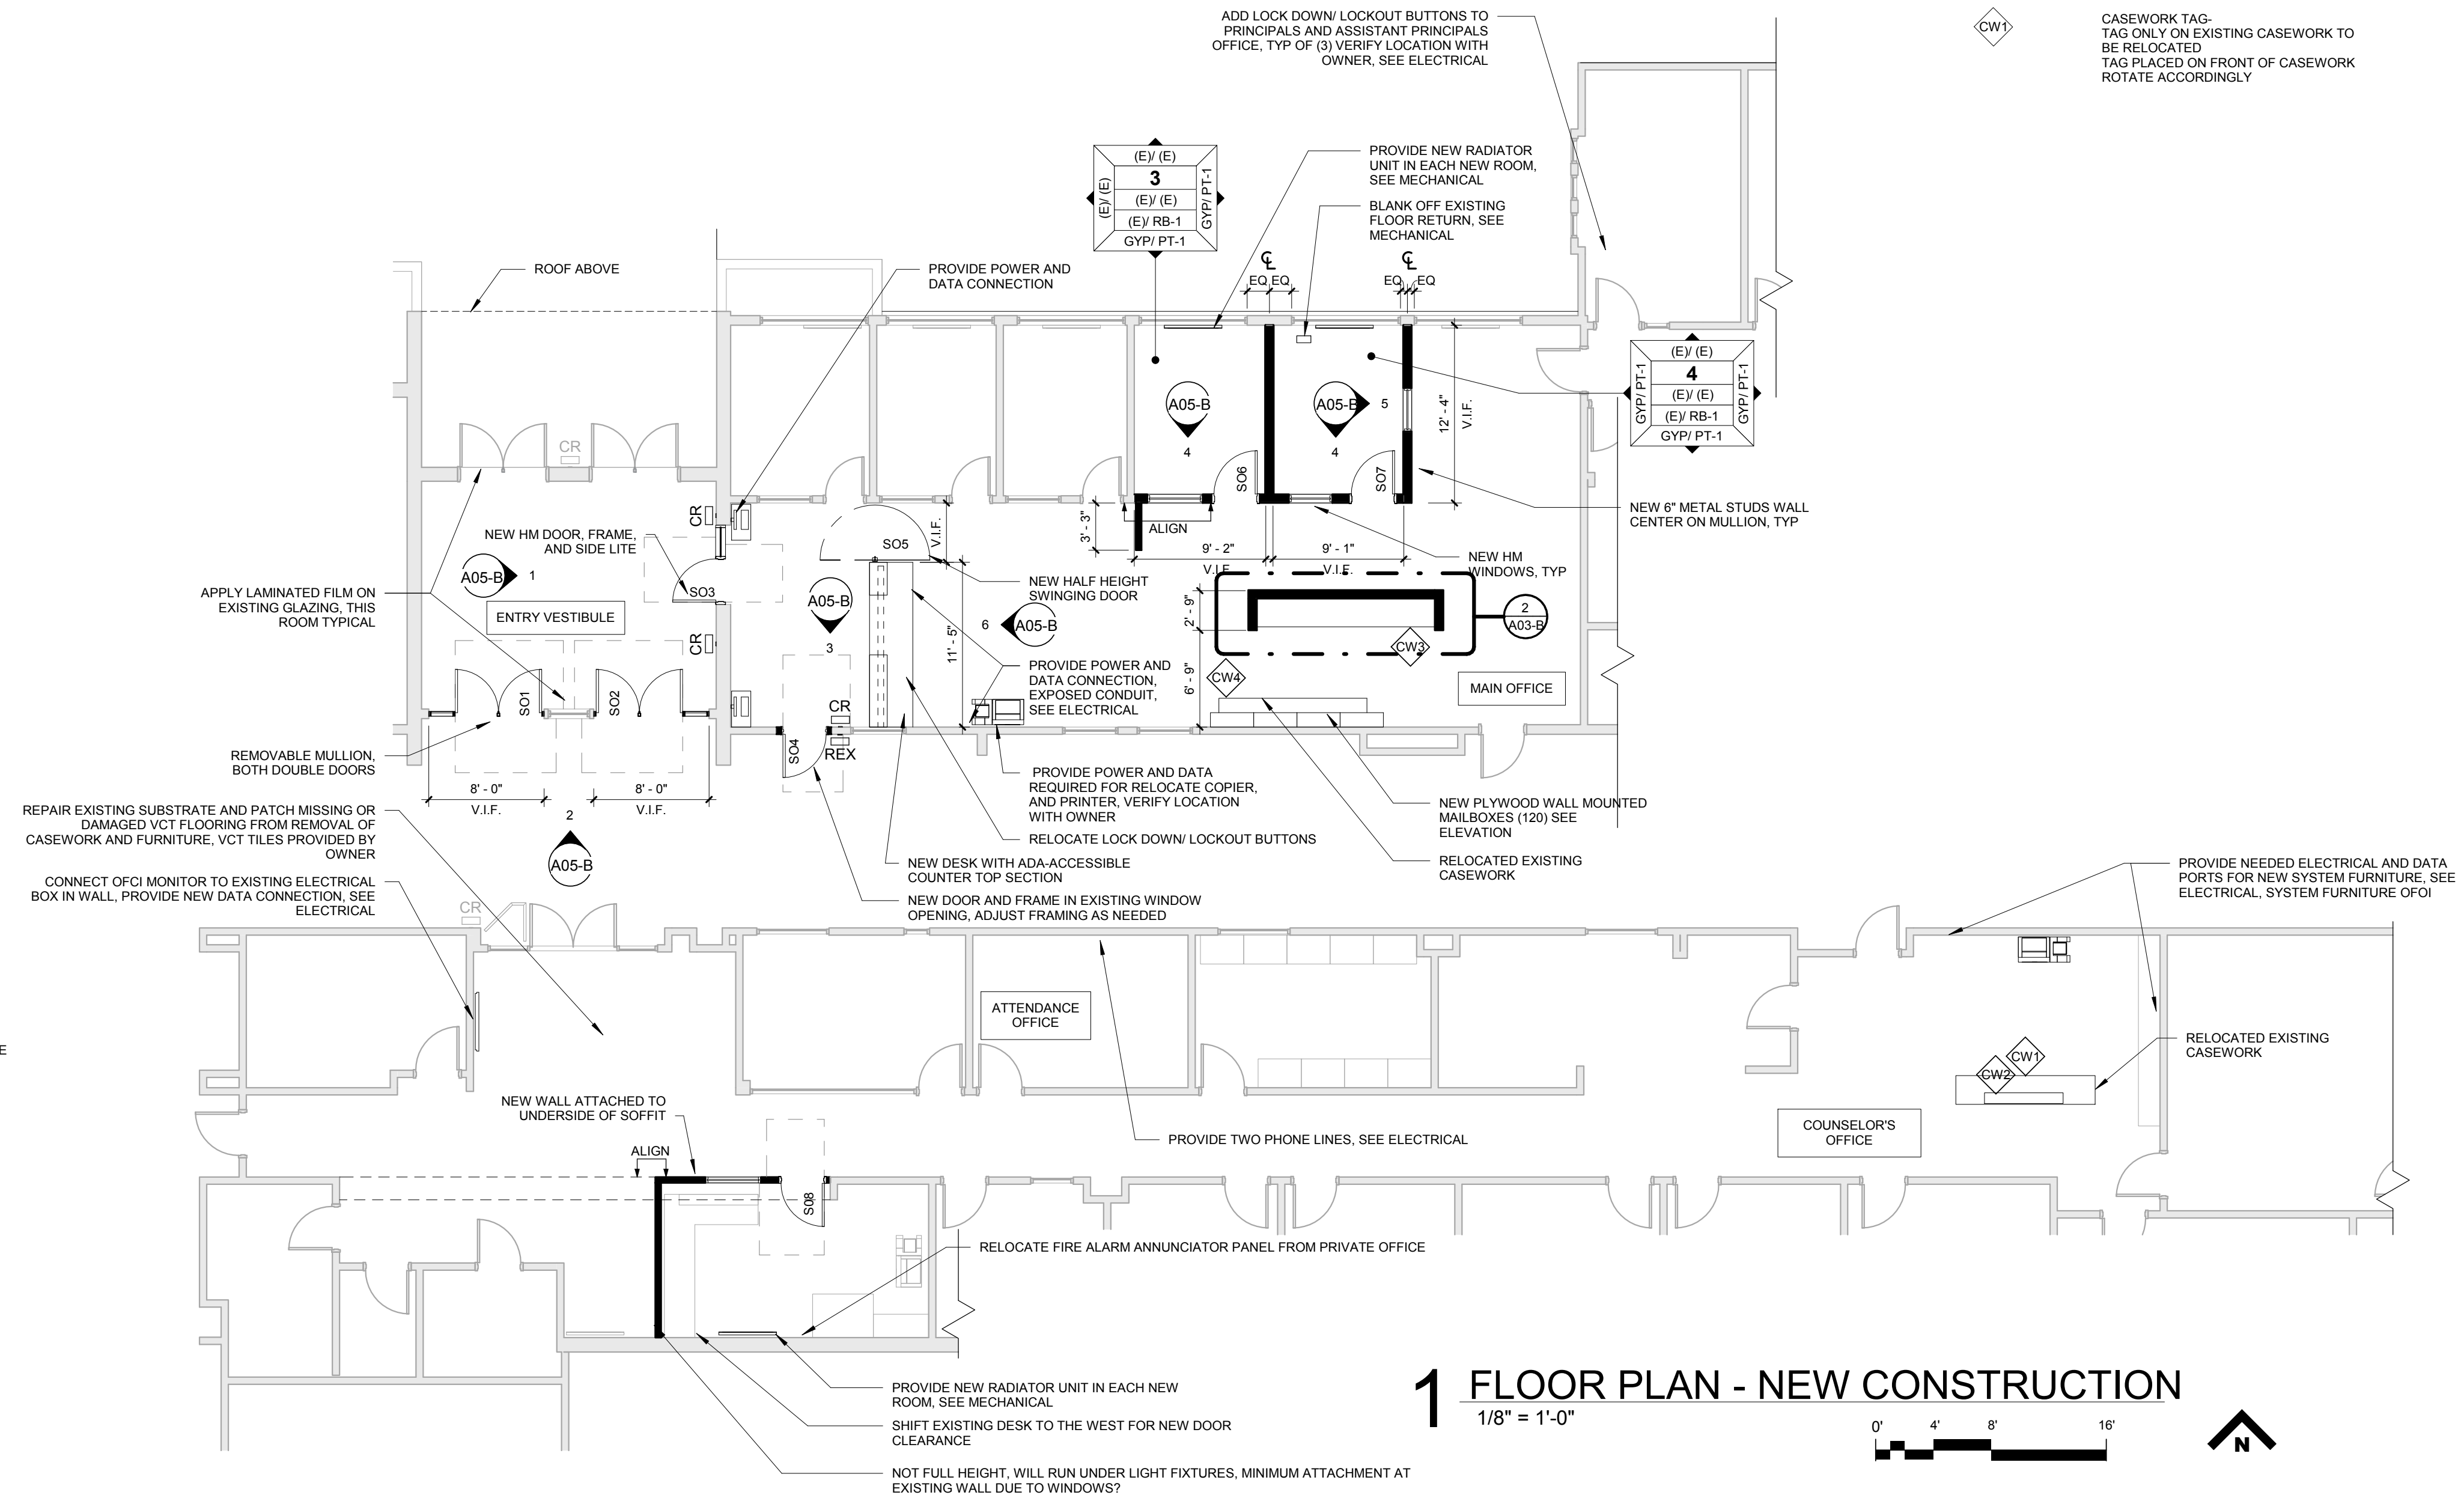 ADD LOCK DOWN/ LOCKOUT BUTTONS TO
PRINCIPALS AND ASSISTANT PRINCIPALS
OFFICE, TYP OF (3) VERIFY LOCATION WITH
OWNER, SEE ELECTRICAL
CW1
CASEWORK TAG-
TAG ONLY ON EXISTING CASEWORK TO
BE RELOCATED
TAG PLACED ON FRONT OF CASEWORK
ROTATE ACCORDINGLY
(E)/ (E)
(E)/ (E)
3
(E)/ (E)
(E)/ RB-1
GYP/ PT-1
GYP/ PT-1
PROVIDE NEW RADIATOR
UNIT IN EACH NEW ROOM,
SEE MECHANICAL
BLANK OFF EXISTING
FLOOR RETURN, SEE
MECHANICAL
ROOF ABOVE
PROVIDE POWER AND
DATA CONNECTION
CL
EQ EQ
CL
EQ EQ
(E)/ (E)
GYP/ PT-1
4
(E)/ (E)
(E)/ RB-1
GYP/ PT-1
GYP/ PT-1
A05-B
4
A05-B
5
4
12' - 4"
V.I.F.
CR
SO6
SO7
NEW 6" METAL STUDS WALL
CENTER ON MULLION, TYP
CR
NEW HM DOOR, FRAME,
AND SIDE LITE
SO5
V.I.F.
3' - 3"
ALIGN
9' - 2"
V.I.F.
9' - 1"
V.I.F.
NEW HM
WINDOWS, TYP
A05-B
1
SO3
APPLY LAMINATED FILM ON
EXISTING GLAZING, THIS
ROOM TYPICAL
ENTRY VESTIBULE
CR
A05-B
3
NEW HALF HEIGHT
SWINGING DOOR
6
A05-B
11' - 5"
2' - 9"
2
A03-B
CW3
CW4
6' - 9"
MAIN OFFICE
PROVIDE POWER AND
DATA CONNECTION,
EXPOSED CONDUIT,
SEE ELECTRICAL
SO1
SO2
CR
SO4
REX
REMOVABLE MULLION,
BOTH DOUBLE DOORS
8' - 0"
V.I.F.
8' - 0"
V.I.F.
PROVIDE POWER AND DATA
REQUIRED FOR RELOCATE COPIER,
AND PRINTER, VERIFY LOCATION
WITH OWNER
NEW PLYWOOD WALL MOUNTED
MAILBOXES (120) SEE
ELEVATION
REPAIR EXISTING SUBSTRATE AND PATCH MISSING OR
DAMAGED VCT FLOORING FROM REMOVAL OF
CASEWORK AND FURNITURE, VCT TILES PROVIDED BY
OWNER
2
A05-B
RELOCATE LOCK DOWN/ LOCKOUT BUTTONS
NEW DESK WITH ADA-ACCESSIBLE
COUNTER TOP SECTION
RELOCATED EXISTING
CASEWORK
PROVIDE NEEDED ELECTRICAL AND DATA
PORTS FOR NEW SYSTEM FURNITURE, SEE
ELECTRICAL, SYSTEM FURNITURE OFOI
CONNECT OFCI MONITOR TO EXISTING ELECTRICAL
BOX IN WALL, PROVIDE NEW DATA CONNECTION, SEE
ELECTRICAL
CR
NEW DOOR AND FRAME IN EXISTING WINDOW
OPENING, ADJUST FRAMING AS NEEDED
ATTENDANCE
OFFICE
E
RELOCATED EXISTING
CASEWORK
CW1
CW2
NEW WALL ATTACHED TO
UNDERSIDE OF SOFFIT
COUNSELOR'S
OFFICE
PROVIDE TWO PHONE LINES, SEE ELECTRICAL
ALIGN
S08
RELOCATE FIRE ALARM ANNUNCIATOR PANEL FROM PRIVATE OFFICE
PROVIDE NEW RADIATOR UNIT IN EACH NEW
ROOM, SEE MECHANICAL
SHIFT EXISTING DESK TO THE WEST FOR NEW DOOR
CLEARANCE
NOT FULL HEIGHT, WILL RUN UNDER LIGHT FIXTURES, MINIMUM ATTACHMENT AT
EXISTING WALL DUE TO WINDOWS?
1 FLOOR PLAN - NEW CONSTRUCTION
1/8" = 1'-0"
0' 4' 8' 16'
N